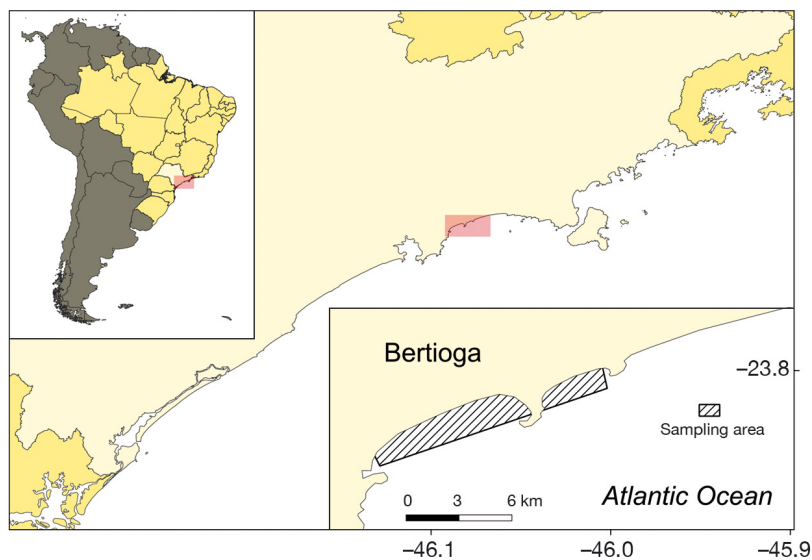 Bertioga
−23.8
Sampling area
0 3 6 km
Atlantic Ocean
−46.1 −46.0 −45.9